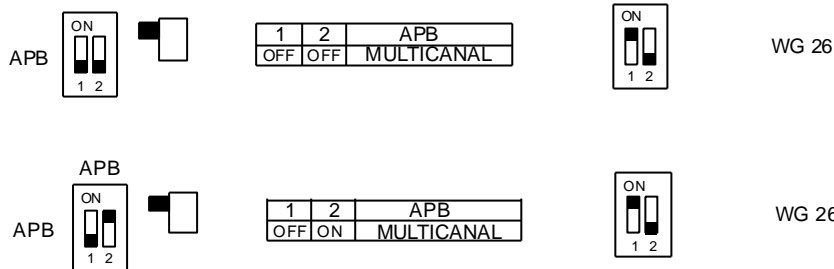 APB
ON
1 2
1 2 APB
OFF OFF MULTICANAL
ON
1 2
WG 26
APB
APB
ON
1 2
1 2 APB
OFF ON MULTICANAL
ON
1 2
WG 26